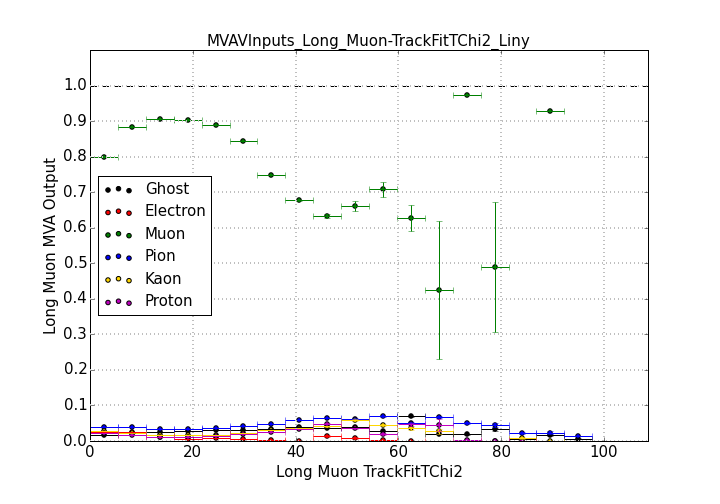 MVAVInputs_Long_Muon-TrackFitTChi2_Liny
Long Muon MVA Output
1.0
0.9
0.8
0.7
0.6
0.5
0.4
0.3
0.2
0.1
0.0
Ghost
Electron
Muon
Pion
Kaon
Proton
0 20 40 60 80 100
Long Muon TrackFitTChi2